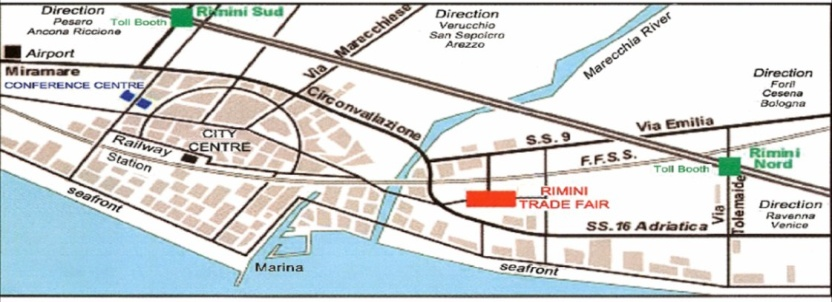 Direction
Pesaro
Ancona Riccione
Toll Booth
Rimini Sud
Direction
Verucchio
San Sepolcro
Arezzo
Marecchia River
Via Marecchiese
Airport
Miramare
CONFERENCE CENTRE
Circonvallazione
Direction
Forlì
Cesena
Bologna
CITY
CENTRE
Railway
Station
S.S. 9
Via Emilia
F.F.S.S.
Toll Booth
Rimini
Nord
RIMINI
TRADE FAIR
Via
Tolemaide
Direction
Ravenna
Venice
SS.16 Adriatica
seafront
Marina
seafront